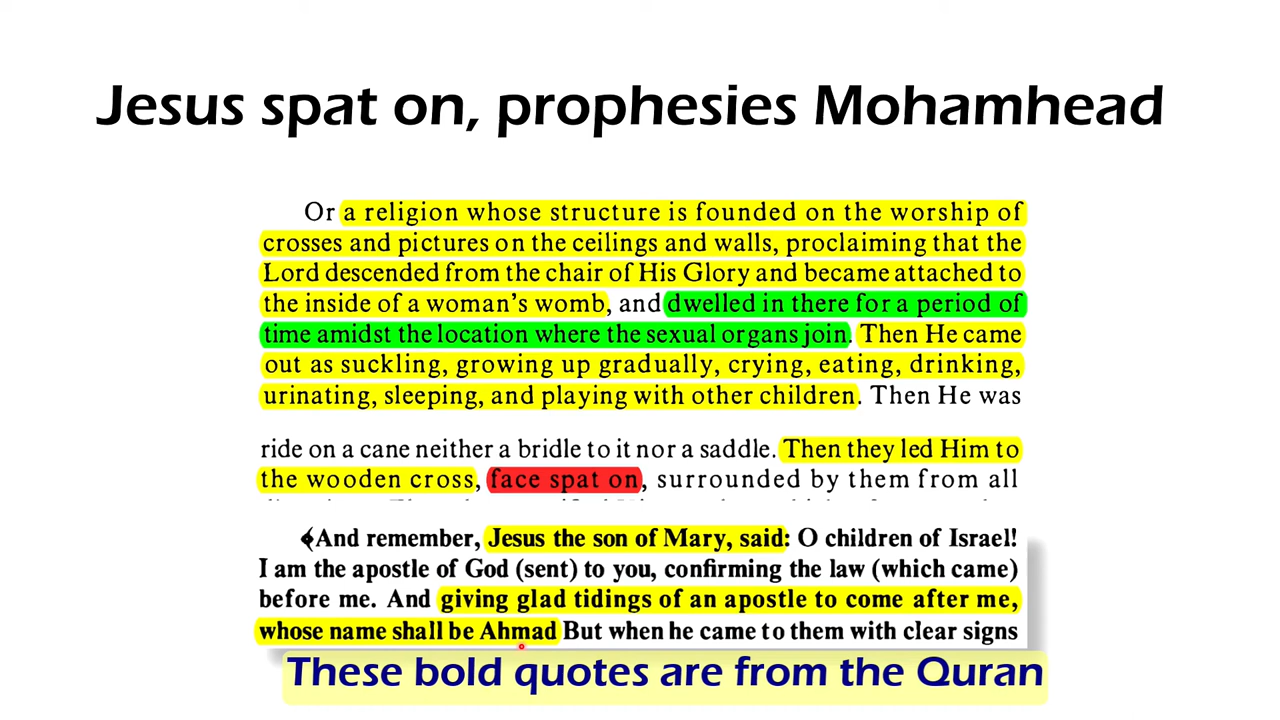 Jesus spat on, prophesies Mohamhead
Or a religion whose structure is founded on the worship of
crosses and pictures on the ceilings and walls, proclaiming that the
Lord descended from the chair of His Glory and became attached to
the inside of a woman's womb, and dwelled in there for a period of
time amidst the location where the sexual organs join. Then He came
out as suckling, growing up gradually, crying, eating, drinking,
urinating, sleeping, and playing with other children. Then He was
ride on a cane neither a bridle to it nor a saddle. Then they led Him to
the wooden cross, face spat on, surrounded by them from all
﴾And remember, Jesus the son of Mary, said: O children of Israel!
I am the apostle of God (sent) to you, confirming the law (which came)
before me. And giving glad tidings of an apostle to come after me,
whose name shall be Ahmad But when he came to them with clear signs
These bold quotes are from the Quran